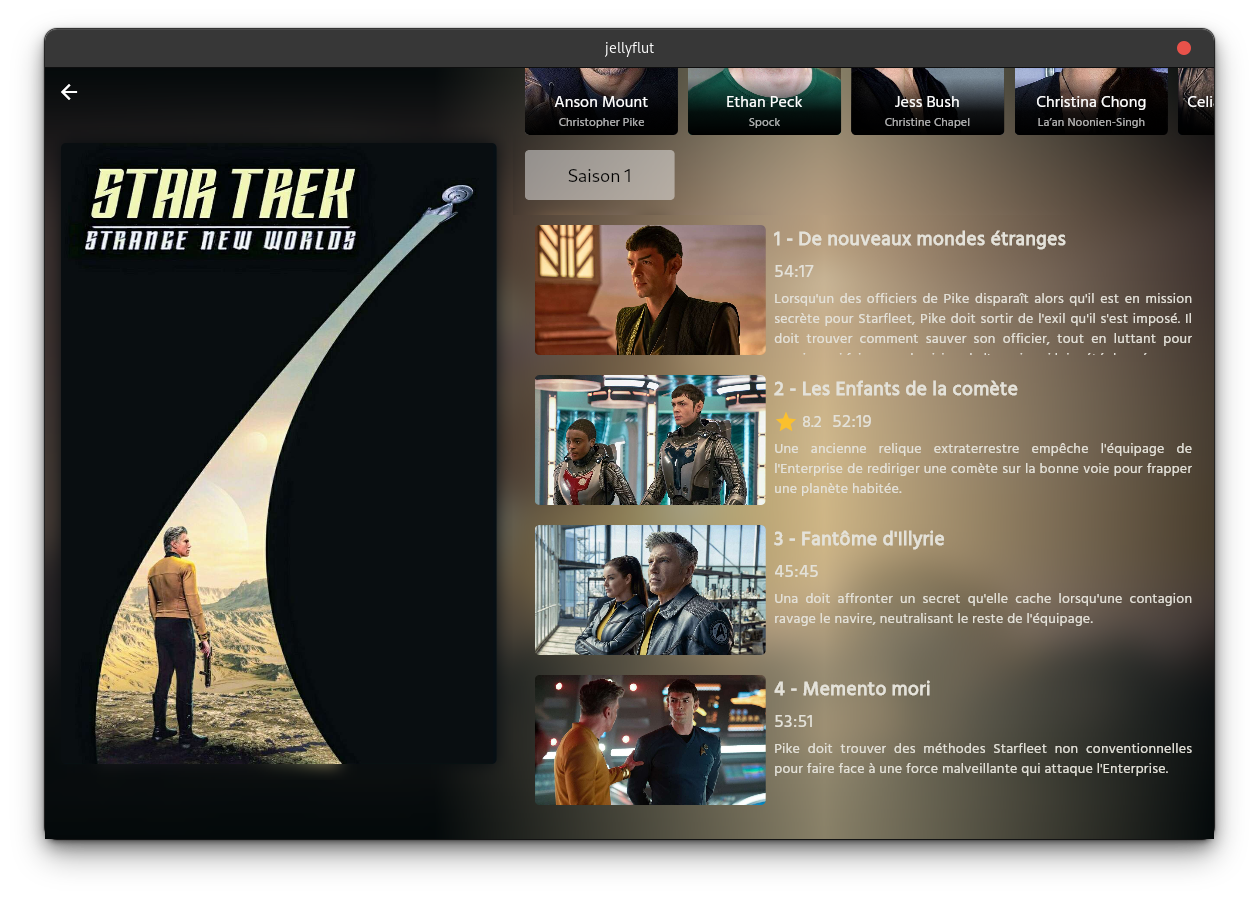 jellyflut
Anson Mount
Christopher Pike
Ethan Peck
Spock
Jess Bush
Christine Chapel
Christina Chong
La'an Noonien-Singh
Celi
STAR TREK
STRANGE NEW WORLDS
Saison 1
1 - De nouveaux mondes étranges
54:17
Lorsqu'un des officiers de Pike disparaît alors qu'il est en mission
secrète pour Starfleet, Pike doit sortir de l'exil qu'il s'est imposé. Il
doit trouver comment sauver son officier, tout en luttant pour
2 - Les Enfants de la comète
8.2 52:19
Une ancienne relique extraterrestre empêche l'équipage de
l'Enterprise de rediriger une comète sur la bonne voie pour frapper
une planète habitée.
3 - Fantôme d'Illyrie
45:45
Una doit affronter un secret qu'elle cache lorsqu'une contagion
ravage le navire, neutralisant le reste de l'équipage.
4 - Memento mori
53:51
Pike doit trouver des méthodes Starfleet non conventionnelles
pour faire face à une force malveillante qui attaque l'Enterprise.